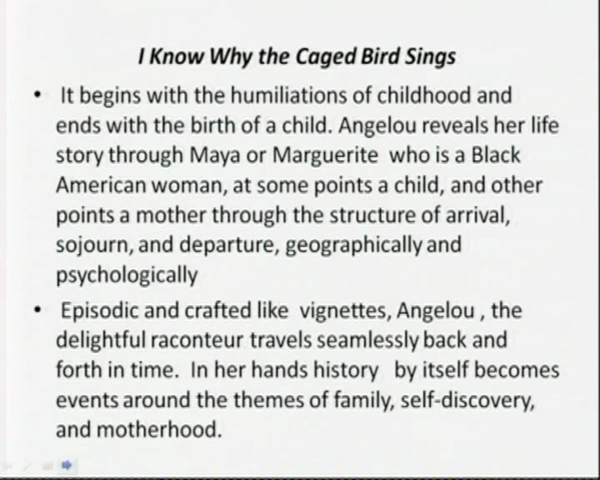 I Know Why the Caged Bird Sings
• It begins with the humiliations of childhood and
ends with the birth of a child. Angelou reveals her life
story through Maya or Marguerite who is a Black
American woman, at some points a child, and other
points a mother through the structure of arrival,
sojourn, and departure, geographically and
psychologically
• Episodic and crafted like vignettes, Angelou , the
delightful raconteur travels seamlessly back and
forth in time. In her hands history by itself becomes
events around the themes of family, self-discovery,
and motherhood.